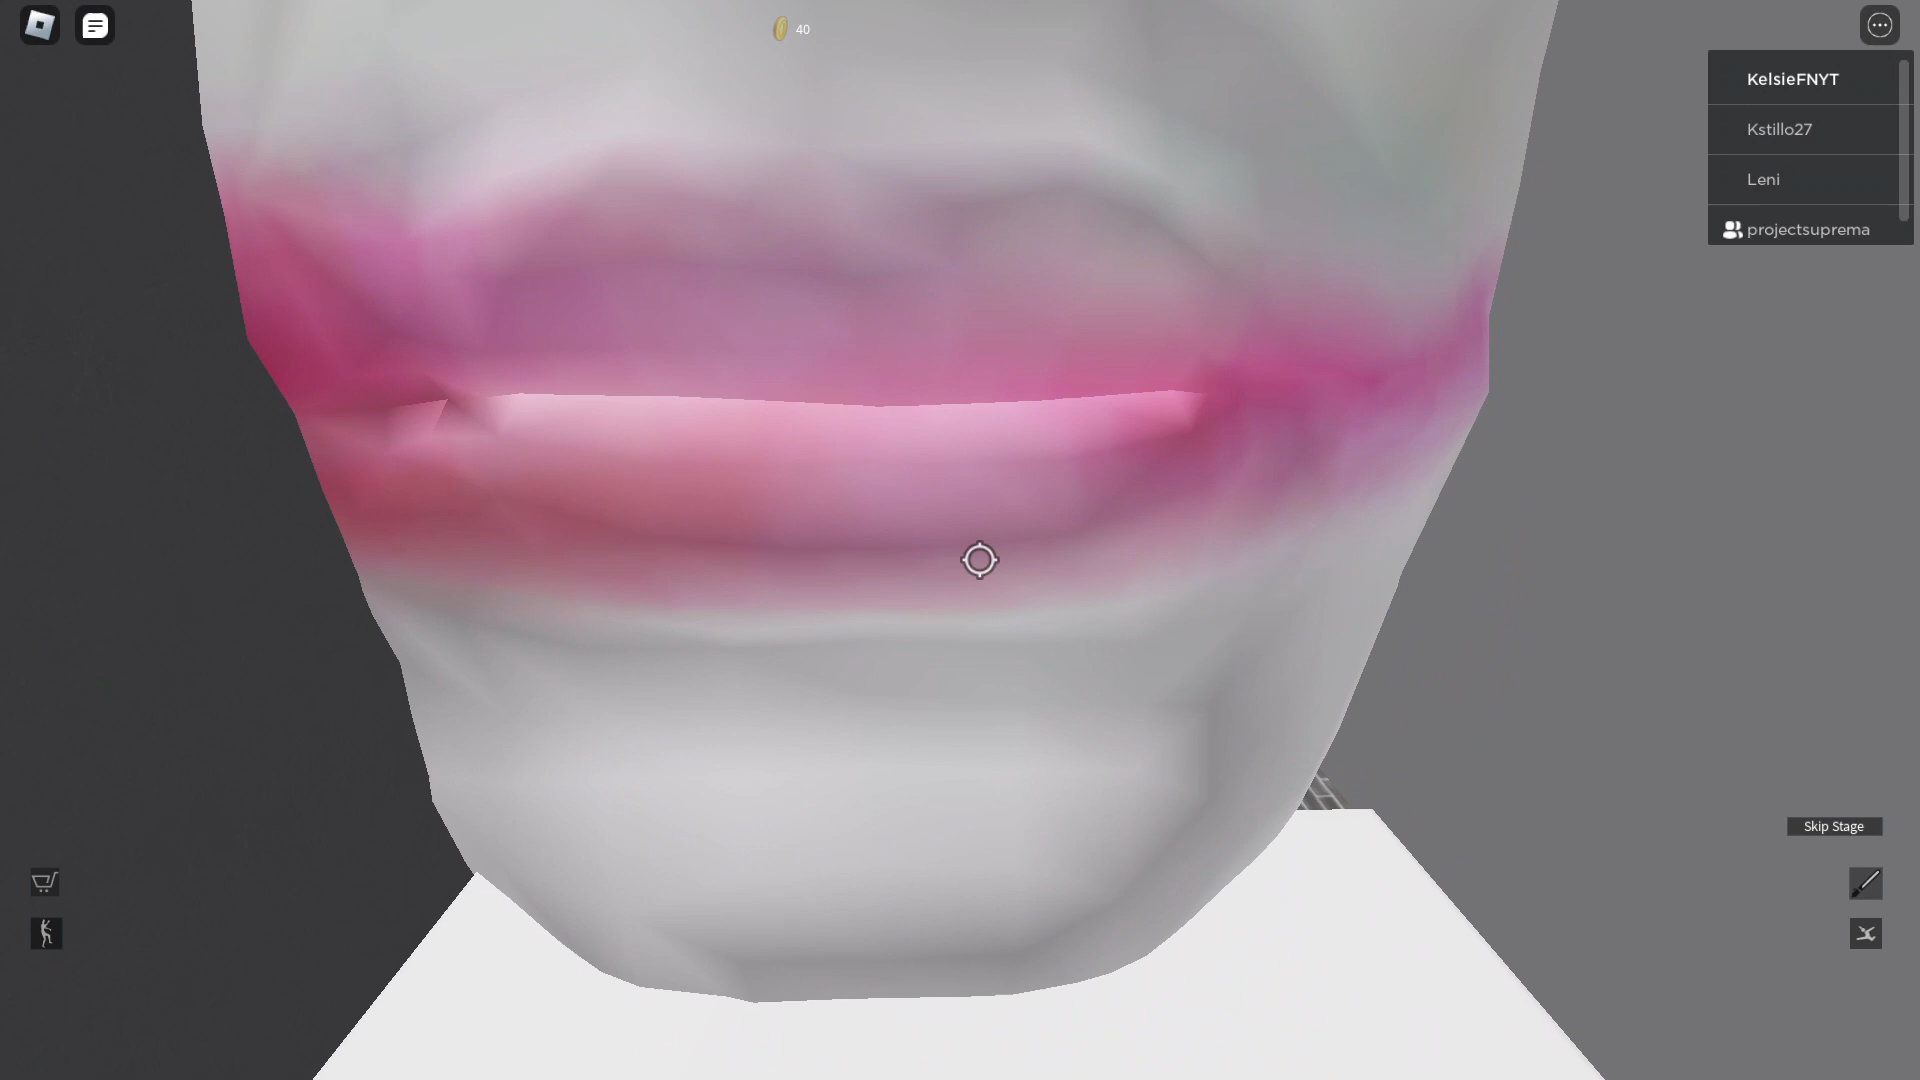 40
KelsieFNYT
Kstillo27
Leni
projectsuprema
Skip Stage